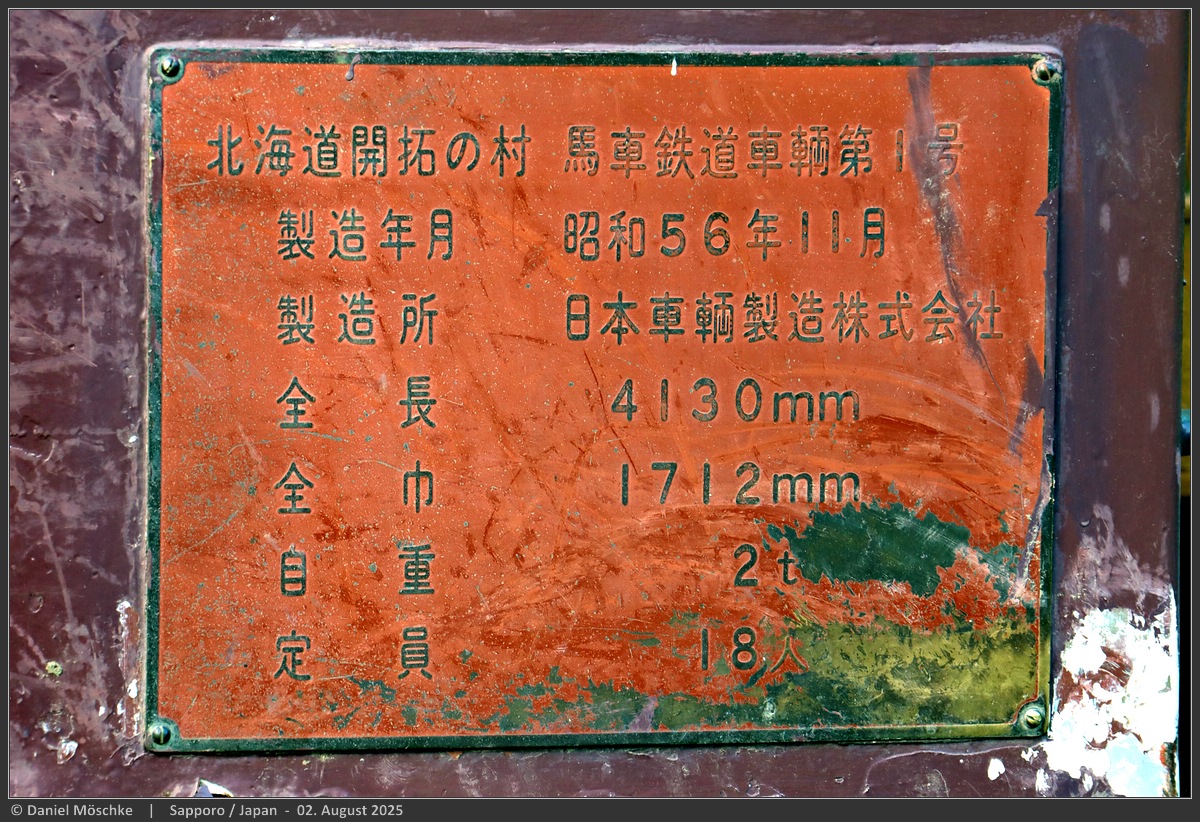 北海道開拓の村 馬車鉄道車輌第1号
製造年月 昭和56年11月
製造所 日本車輌製造株式会社
全長 4130mm
全巾 1712mm
自重 2t
定員 18人
© Daniel Möschke | Sapporo / Japan - 02. August 2025